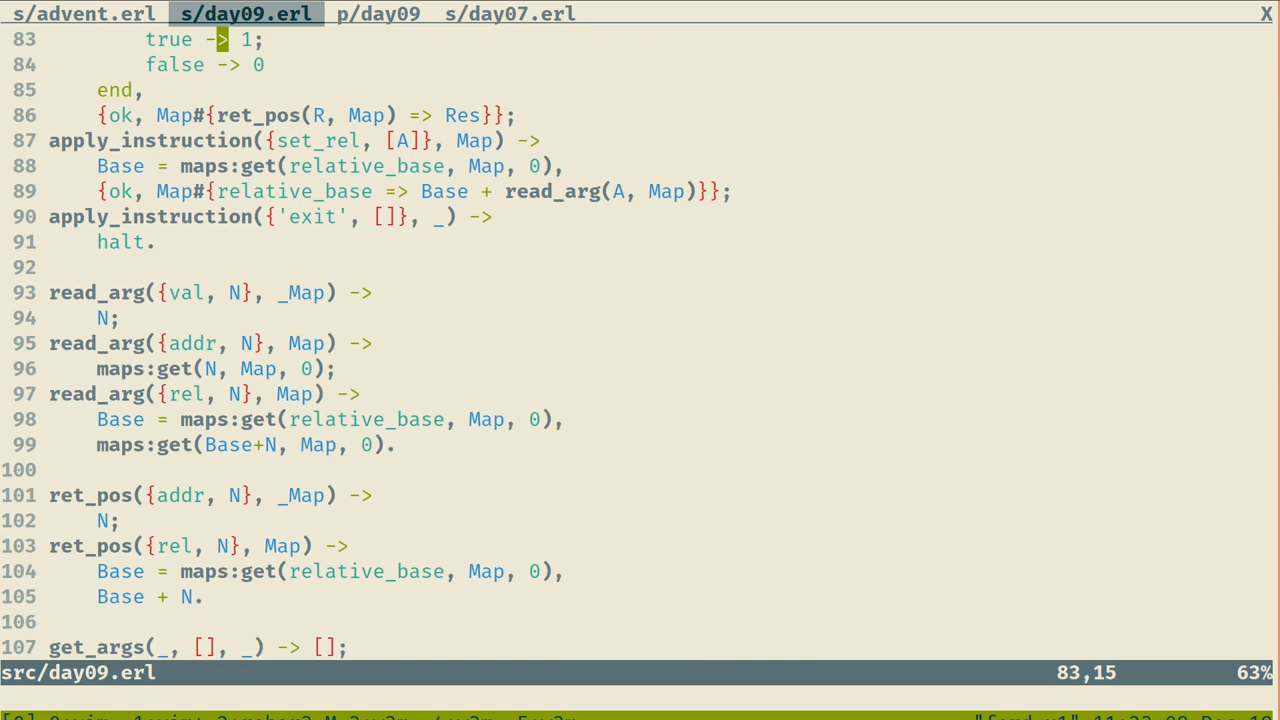 s/advent.erl s/day09.erl p/day09 s/day07.erl X
83 true -> 1;
84 false -> 0
85 end,
86 {ok, Map#{ret_pos(R, Map) => Res}};
87 apply_instruction({set_rel, [A]}, Map) ->
88 Base = maps:get(relative_base, Map, 0),
89 {ok, Map#{relative_base => Base + read_arg(A, Map)}};
90 apply_instruction({'exit', []}, _) ->
91 halt.
92
93 read_arg({val, N}, _Map) ->
94 N;
95 read_arg({addr, N}, Map) ->
96 maps:get(N, Map, 0);
97 read_arg({rel, N}, Map) ->
98 Base = maps:get(relative_base, Map, 0),
99 maps:get(Base+N, Map, 0).
100
101 ret_pos({addr, N}, _Map) ->
102 N;
103 ret_pos({rel, N}, Map) ->
104 Base = maps:get(relative_base, Map, 0),
105 Base + N.
106
107 get_args(_, [], _) -> [];
src/day09.erl 83,15 63%